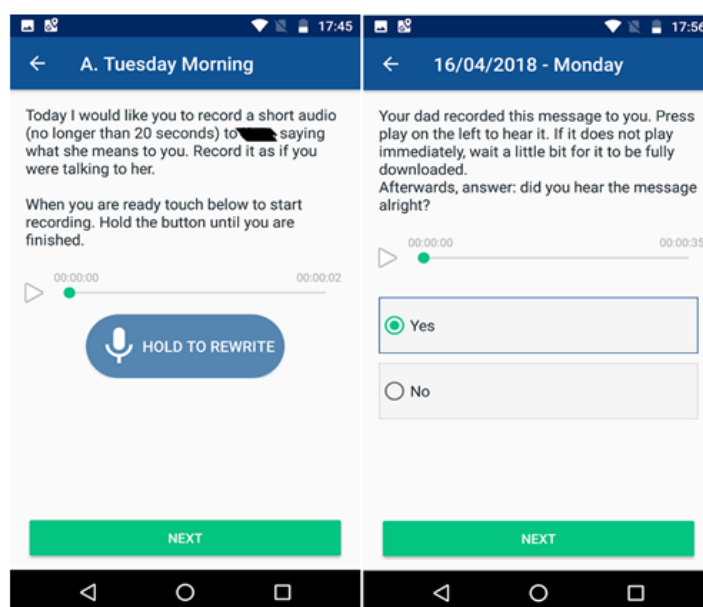 17:45
A. Tuesday Morning
Today I would like you to record a short audio
(no longer than 20 seconds) to saying
what she means to you. Record it as if you
were talking to her.
When you are ready touch below to start
recording. Hold the button until you are
finished.
00:00:00 00:00:02
HOLD TO REWRITE
NEXT
17:56
16/04/2018 - Monday
Your dad recorded this message to you. Press
play on the left to hear it. If it does not play
immediately, wait a little bit for it to be fully
downloaded.
Afterwards, answer: did you hear the message
alright?
00:00:00 00:00:35
Yes
No
NEXT